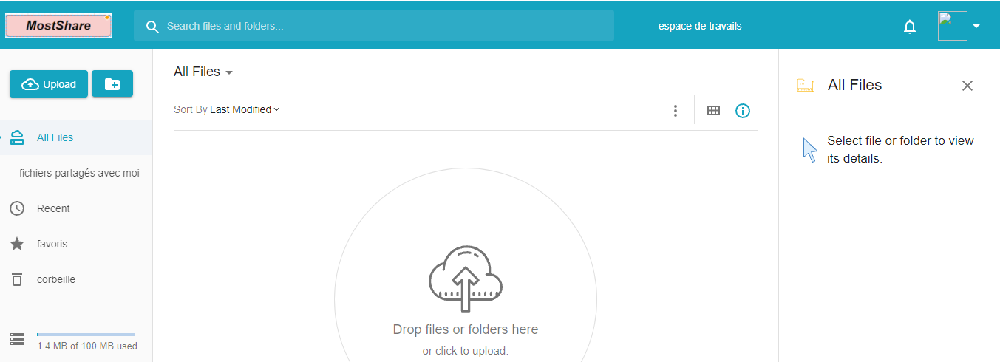 MostShare
Search files and folders...
espace de travails
Upload
All Files
fichiers partagés avec moi
Recent
favoris
corbeille
1.4 MB of 100 MB used
All Files
Sort By Last Modified
Drop files or folders here
or click to upload.
All Files
Select file or folder to view
its details.